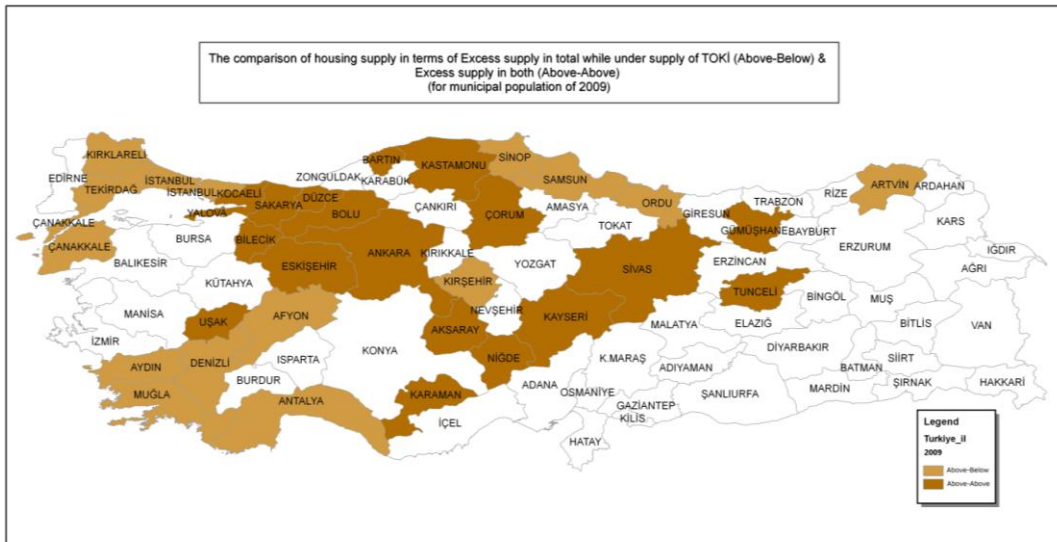 The comparison of housing supply in terms of Excess supply in total while under supply of TOKİ (Above-Below) &
Excess supply in both (Above-Above)
(for municipal population of 2009)
KIRKLARELİ
EDİRNE
TEKİRDAĞ
İSTANBUL
İSTANBUL
KOCAELİ
YALOVA
SAKARYA
DÜZCE
BOLU
ZONGULDAK
BARTIN
KARABÜK
KASTAMONU
SİNOP
SAMSUN
ÇANKIRI
ÇORUM
AMASYA
TOKAT
ORDU
GİRESUN
TRABZON
GÜMÜŞHANE
BAYBURT
RİZE
ARTVİN
ARDAHAN
KARS
IĞDIR
AĞRI
ERZURUM
ERZİNCAN
ÇANAKKALE
ÇANAKKALE
BALIKESİR
BURSA
BİLECİK
ESKİŞEHİR
ANKARA
KIRIKKALE
YOZGAT
KIRŞEHİR
NEVŞEHİR
SİVAS
KAYSERİ
TUNCELİ
BİNGÖL
MUŞ
BİTLİS
VAN
KÜTAHYA
MANİSA
UŞAK
AFYON
İZMİR
AYDIN
DENİZLİ
MUĞLA
ISPARTA
BURDUR
ANTALYA
KONYA
AKSARAY
NİĞDE
KARAMAN
İÇEL
ADANA
OSMANİYE
HATAY
K.MARAŞ
GAZİANTEP
KİLİS
MALATYA
ELAZIĞ
ADIYAMAN
ŞANLIURFA
DİYARBAKIR
BATMAN
MARDİN
SİİRT
ŞIRNAK
HAKKARİ
Legend
Turkiye_il
2009
Above-Below
Above-Above